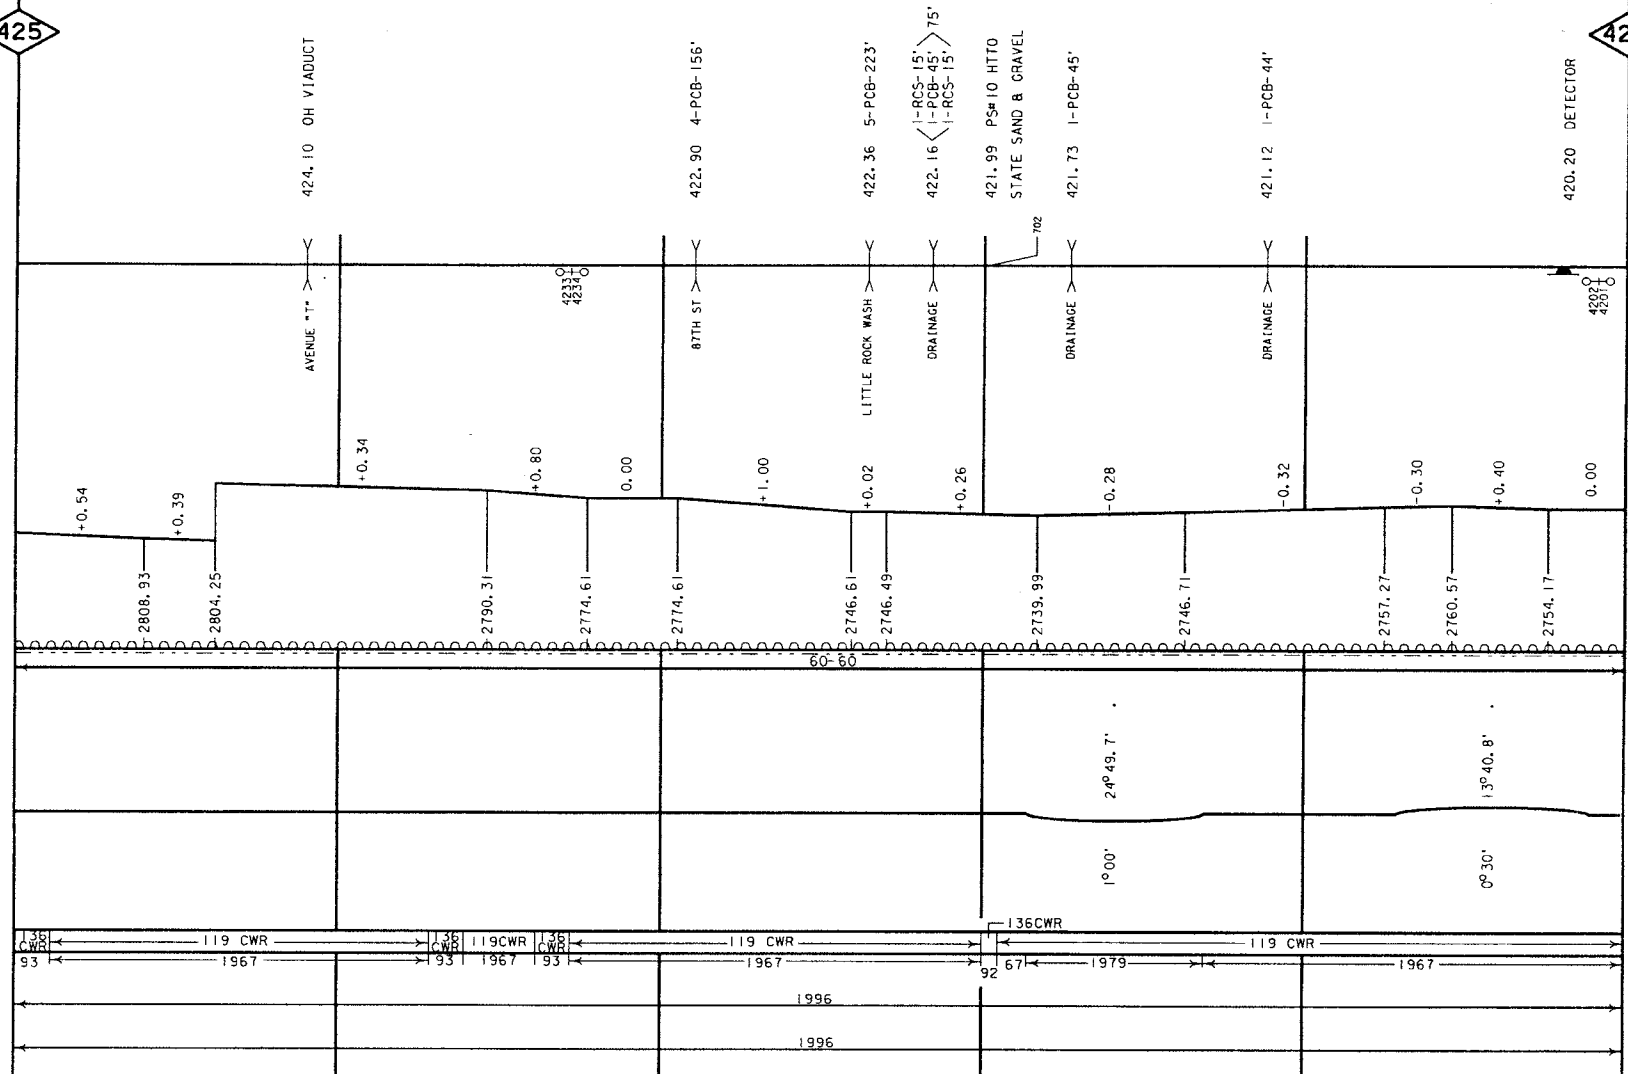 425
42
424.10 OH VIADUCT
422.90 4-PCB-156'
422.36 5-PCB-223'
422.16 1-RCS-15' 75'
1-PCB-45'
1-RCS-15'
421.99 PS#10 HTTO
STATE SAND & GRAVEL
421.73 1-PCB-45'
421.12 1-PCB-44'
420.20 DETECTOR
702
AVENUE "T"
4233
4234
87TH ST
LITTLE ROCK WASH
DRAINAGE
DRAINAGE
DRAINAGE
4202
4201
+0.54
+0.39
+0.34
+0.80
0.00
+1.00
+0.02
+0.26
-0.28
-0.32
-0.30
+0.40
0.00
2808.93
2804.25
2790.31
2774.61
2774.61
2746.61
2746.49
2739.99
2746.71
2757.27
2760.57
2754.17
60-60
24°49.7'
13°40.8'
1°00'
0°30'
136 CWR
119 CWR
136 CWR
119CWR
136 CWR
119 CWR
136CWR
119 CWR
93
1967
93
1967
93
1967
92
67
1979
1967
1996
1996